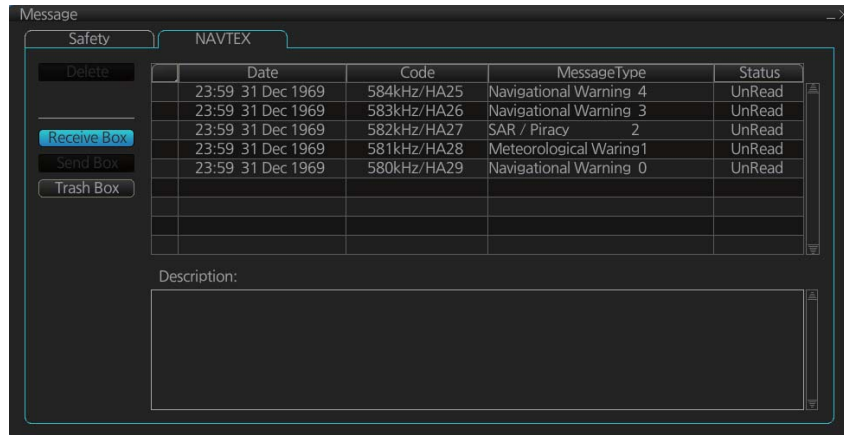 Message
Safety NAVTEX
Delete
Date Code MessageType Status
23:59 31 Dec 1969 584kHz/HA25 Navigational Warning 4 UnRead
23:59 31 Dec 1969 583kHz/HA26 Navigational Warning 3 UnRead
Receive Box
23:59 31 Dec 1969 582kHz/HA27 SAR / Piracy 2 UnRead
23:59 31 Dec 1969 581kHz/HA28 Meteorological Waring1 UnRead
Send Box
23:59 31 Dec 1969 580kHz/HA29 Navigational Warning 0 UnRead
Trash Box
Description: